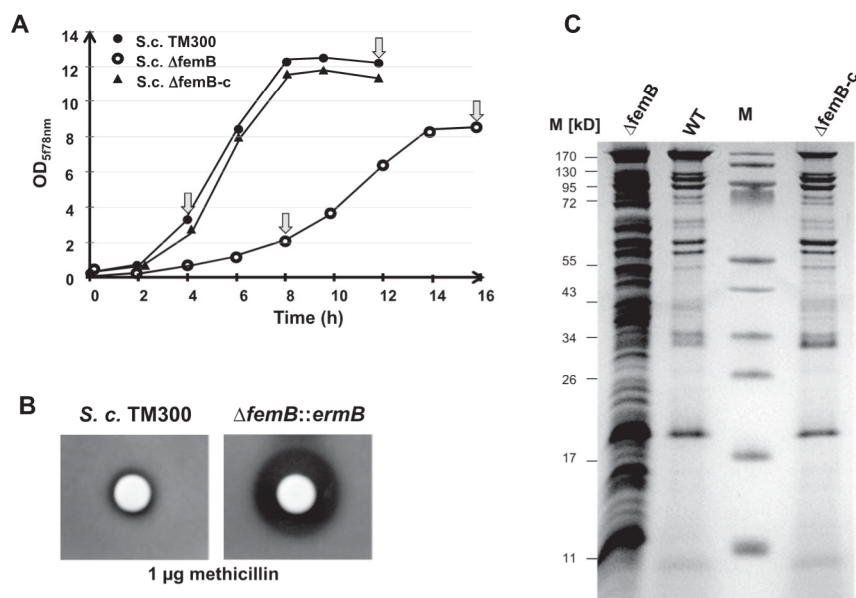 A
S.c. TM300
S.c. ΔfemB
S.c. ΔfemB-c
14
12
10
8
6
4
2
0
OD5f78nm
0 2 4 6 8 10 12 14 16
Time (h)
B
S. c. TM300 ΔfemB::ermB
1 µg methicillin
C
M [kD] ΔfemB WT M ΔfemB-c
170
130
95
72
55
43
34
26
17
11